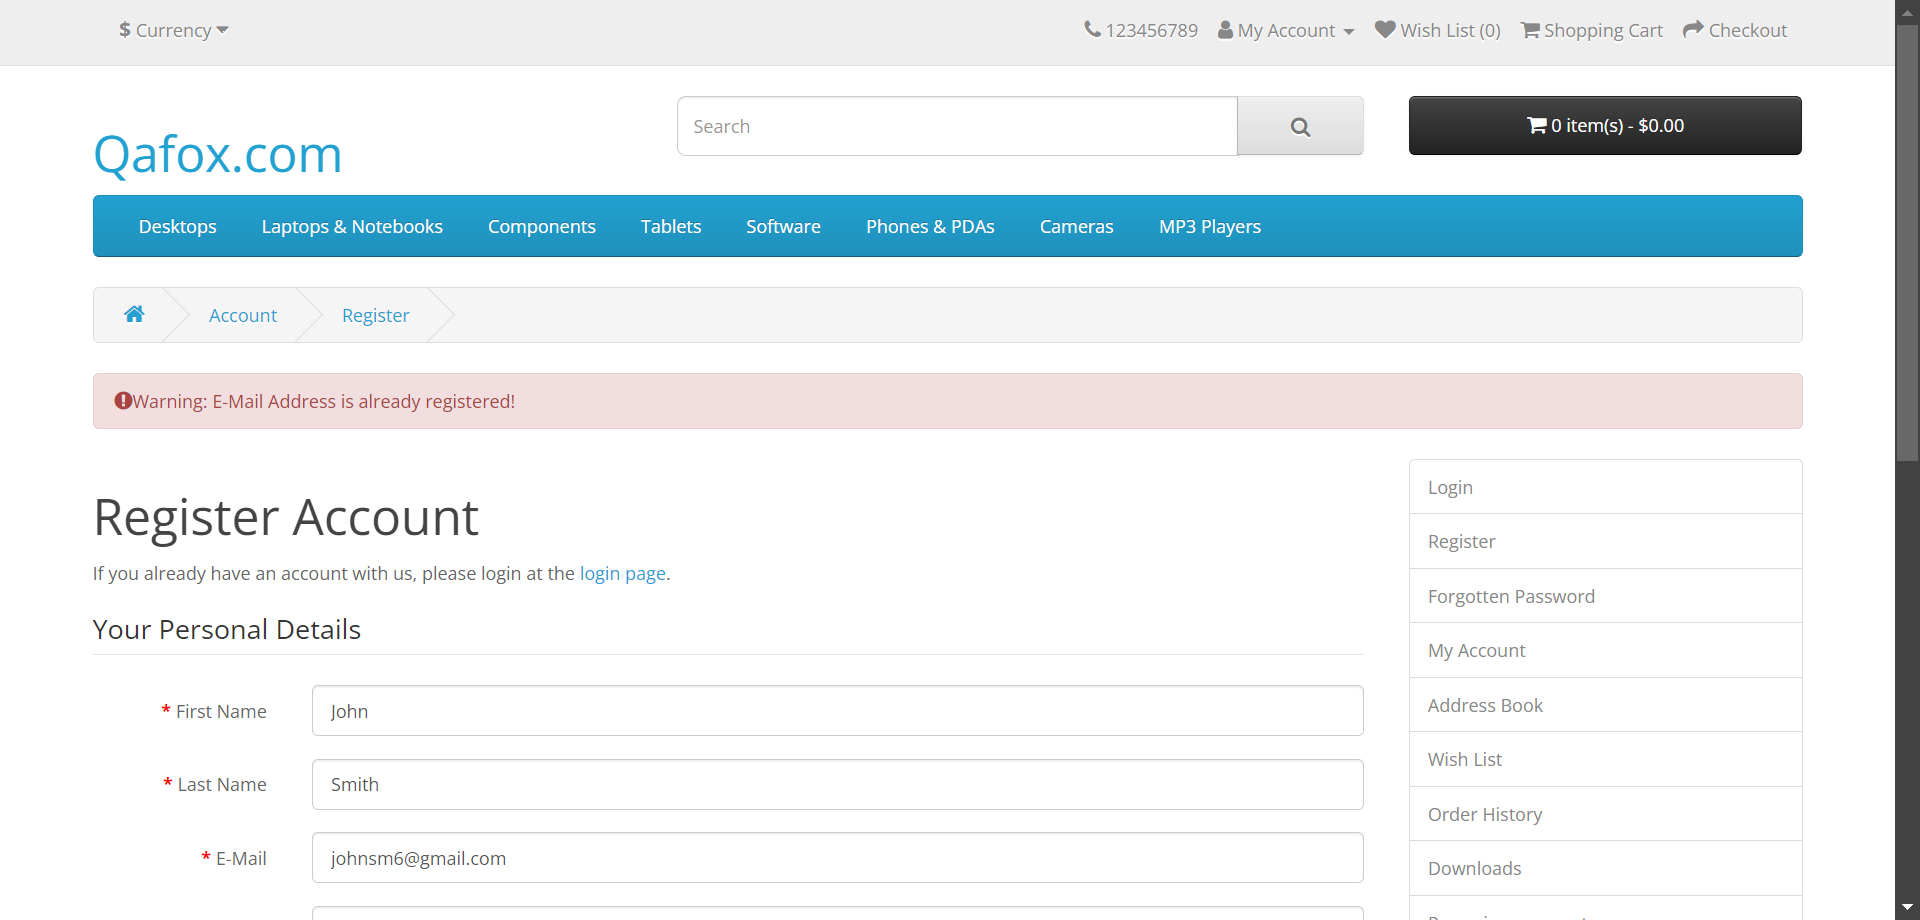 $ Currency
123456789 My Account Wish List (0) Shopping Cart Checkout
Qafox.com
Search
0 item(s) - $0.00
Desktops Laptops & Notebooks Components Tablets Software Phones & PDAs Cameras MP3 Players
Account Register
Warning: E-Mail Address is already registered!
Register Account
If you already have an account with us, please login at the login page.
Your Personal Details
* First Name John
* Last Name Smith
* E-Mail johnsm6@gmail.com
Login
Register
Forgotten Password
My Account
Address Book
Wish List
Order History
Downloads